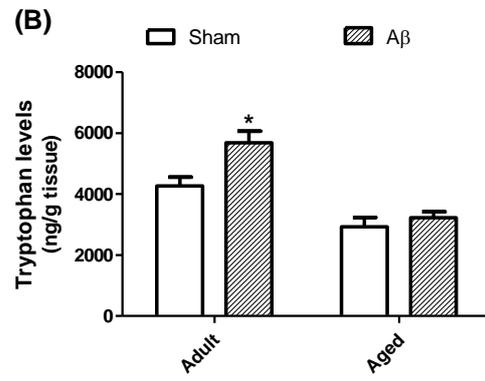 (B)
Sham
Aβ
Tryptophan levels
(ng/g tissue)
8000
6000
4000
2000
0
*
Adult
Aged